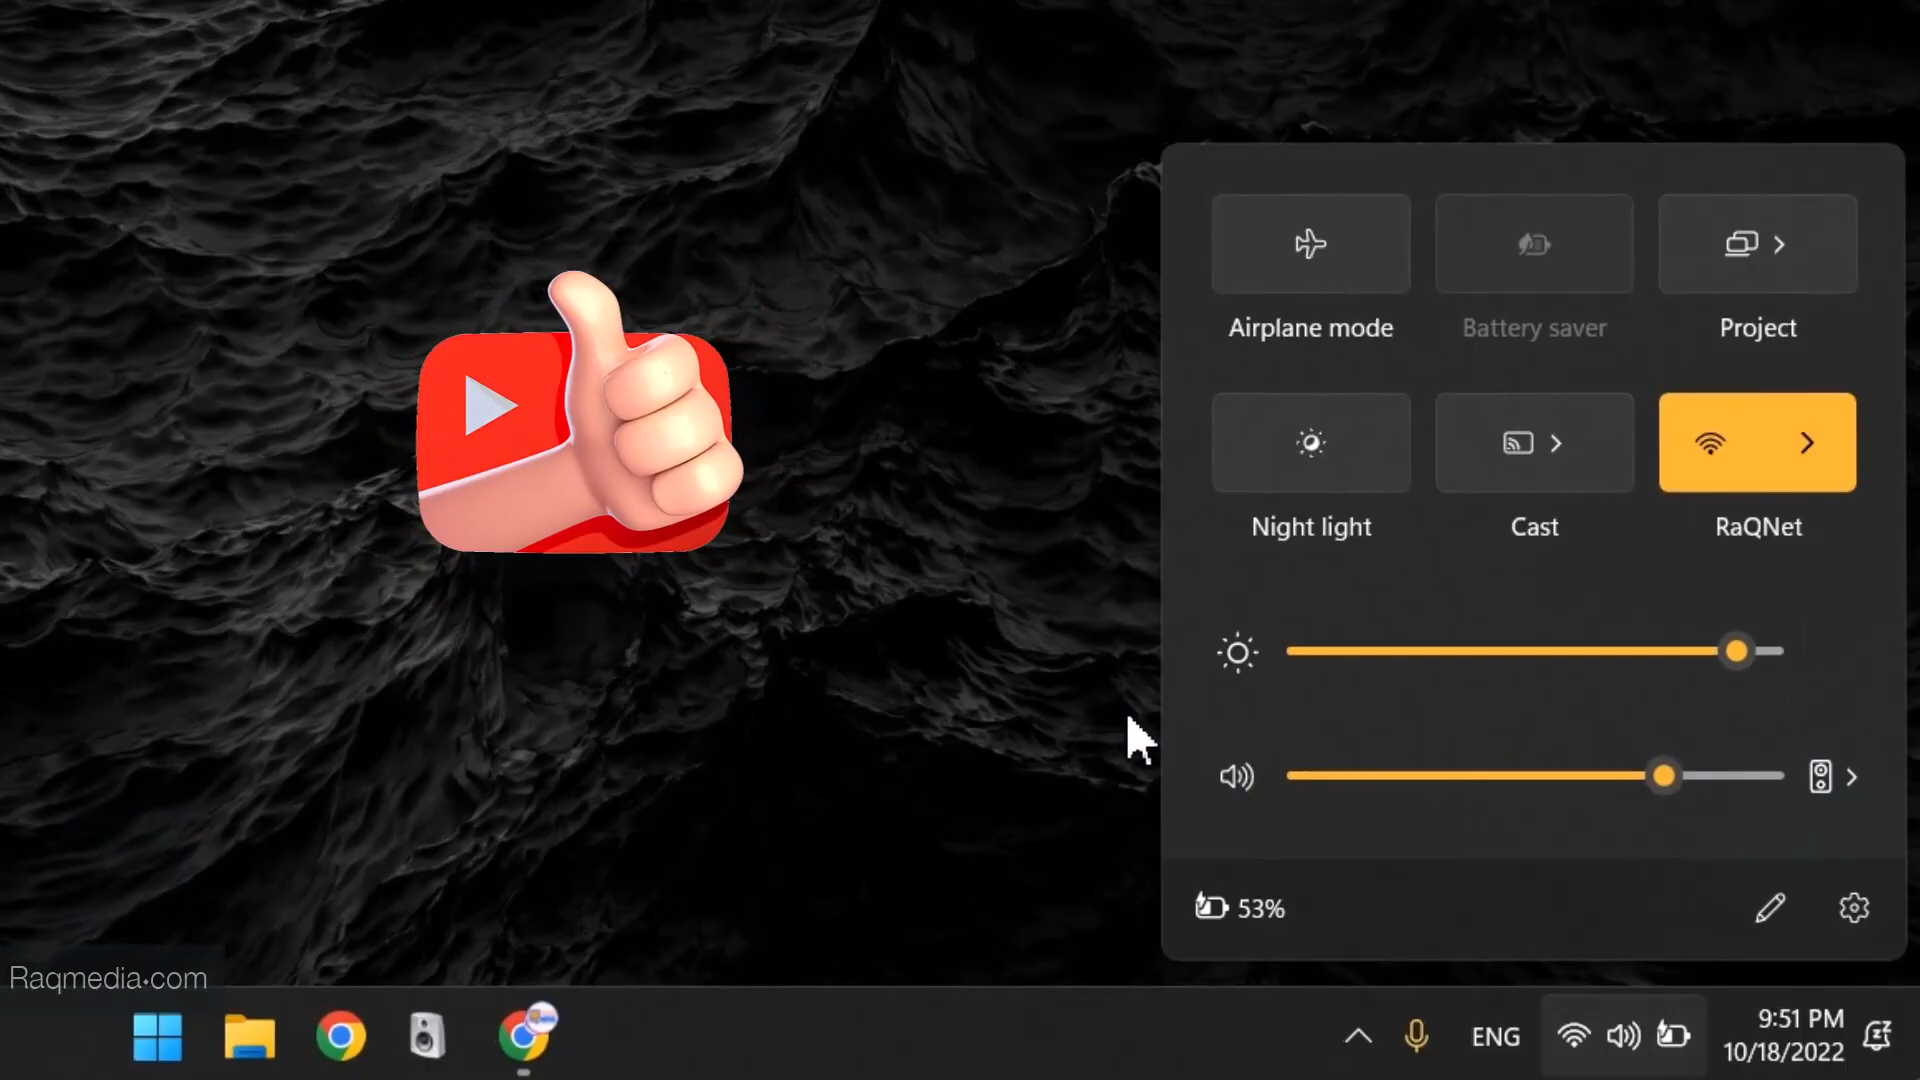 Airplane mode
Battery saver
Project
Night light
Cast
RaQNet
53%
Raqmedia.com
ENG
9:51 PM
10/18/2022